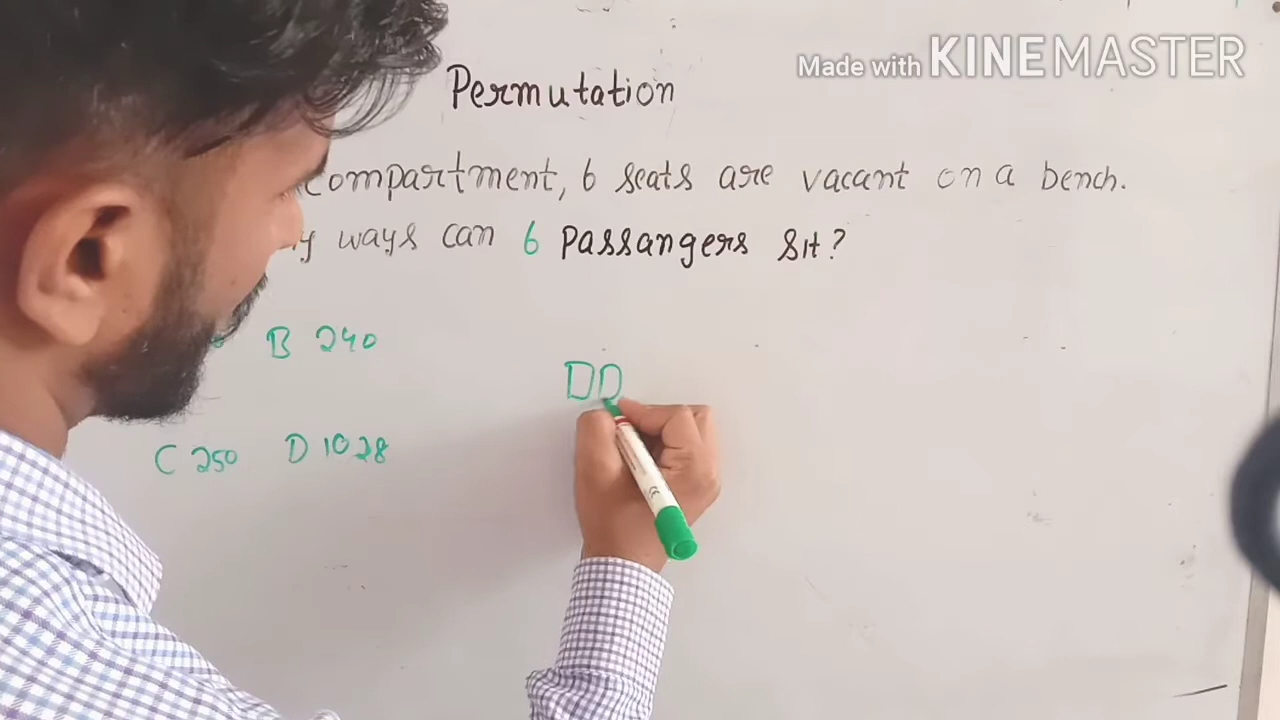 Made with KINEMASTER
Permutation
compartment, 6 seats are vacant on a bench.
ways can 6 Passangers sit?
B 240
C 250 D 1028